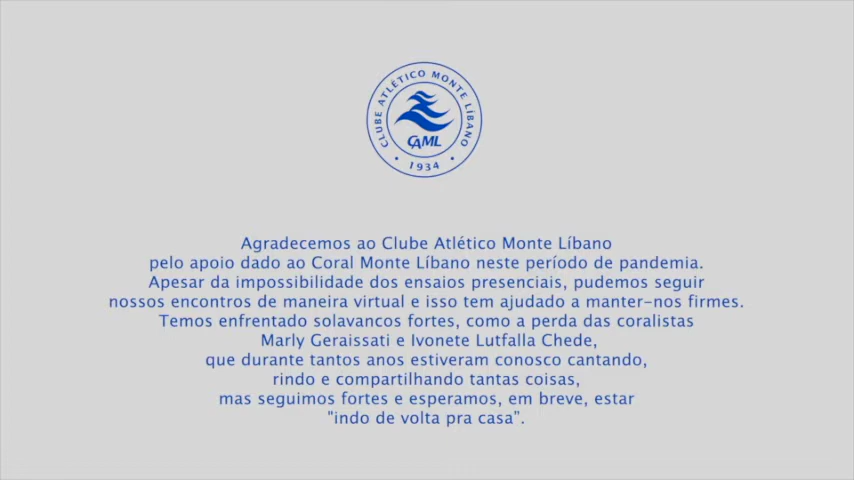 CLUBE ATLÉTICO MONTE LÍBANO
CAML
• 1934 •
Agradecemos ao Clube Atlético Monte Líbano
pelo apoio dado ao Coral Monte Líbano neste período de pandemia.
Apesar da impossibilidade dos ensaios presenciais, pudemos seguir
nossos encontros de maneira virtual e isso tem ajudado a manter-nos firmes.
Temos enfrentado solavancos fortes, como a perda das coralistas
Marly Geraissati e Ivonete Lutfalla Chede,
que durante tantos anos estiveram conosco cantando,
rindo e compartilhando tantas coisas,
mas seguimos fortes e esperamos, em breve, estar
"indo de volta pra casa”.